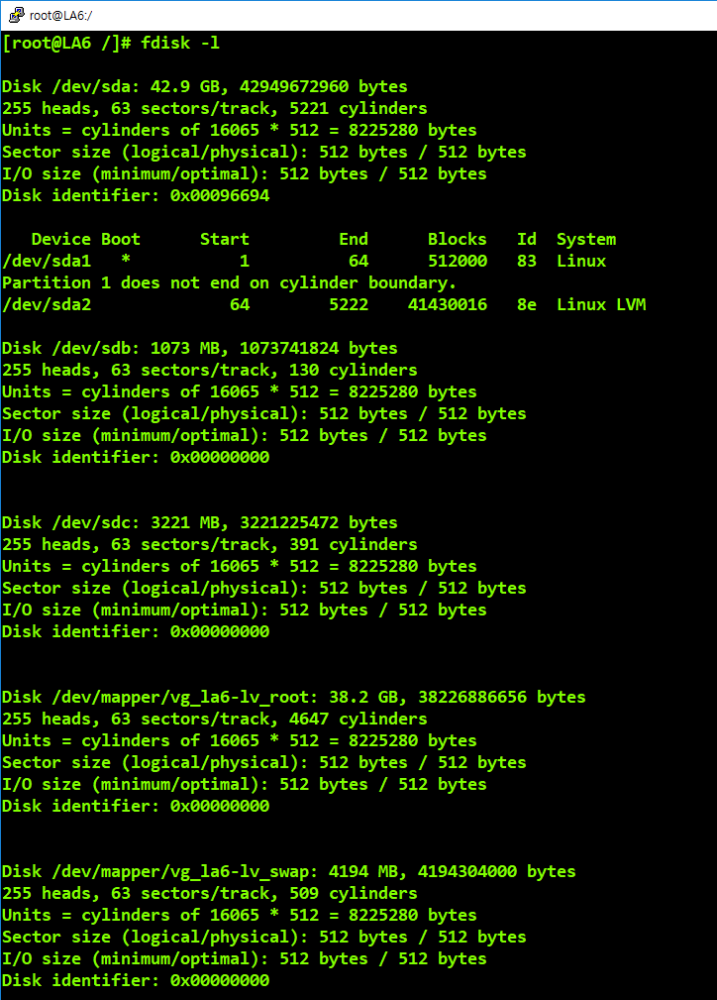 root@LA6:/
[root@LA6 /]# fdisk -l
Disk /dev/sda: 42.9 GB, 42949672960 bytes
255 heads, 63 sectors/track, 5221 cylinders
Units = cylinders of 16065 * 512 = 8225280 bytes
Sector size (logical/physical): 512 bytes / 512 bytes
I/O size (minimum/optimal): 512 bytes / 512 bytes
Disk identifier: 0x00096694
Device Boot Start End Blocks Id System
/dev/sda1 * 1 64 512000 83 Linux
Partition 1 does not end on cylinder boundary.
/dev/sda2 64 5222 41430016 8e Linux LVM
Disk /dev/sdb: 1073 MB, 1073741824 bytes
255 heads, 63 sectors/track, 130 cylinders
Units = cylinders of 16065 * 512 = 8225280 bytes
Sector size (logical/physical): 512 bytes / 512 bytes
I/O size (minimum/optimal): 512 bytes / 512 bytes
Disk identifier: 0x00000000
Disk /dev/sdc: 3221 MB, 3221225472 bytes
255 heads, 63 sectors/track, 391 cylinders
Units = cylinders of 16065 * 512 = 8225280 bytes
Sector size (logical/physical): 512 bytes / 512 bytes
I/O size (minimum/optimal): 512 bytes / 512 bytes
Disk identifier: 0x00000000
Disk /dev/mapper/vg_la6-lv_root: 38.2 GB, 38226886656 bytes
255 heads, 63 sectors/track, 4647 cylinders
Units = cylinders of 16065 * 512 = 8225280 bytes
Sector size (logical/physical): 512 bytes / 512 bytes
I/O size (minimum/optimal): 512 bytes / 512 bytes
Disk identifier: 0x00000000
Disk /dev/mapper/vg_la6-lv_swap: 4194 MB, 4194304000 bytes
255 heads, 63 sectors/track, 509 cylinders
Units = cylinders of 16065 * 512 = 8225280 bytes
Sector size (logical/physical): 512 bytes / 512 bytes
I/O size (minimum/optimal): 512 bytes / 512 bytes
Disk identifier: 0x00000000